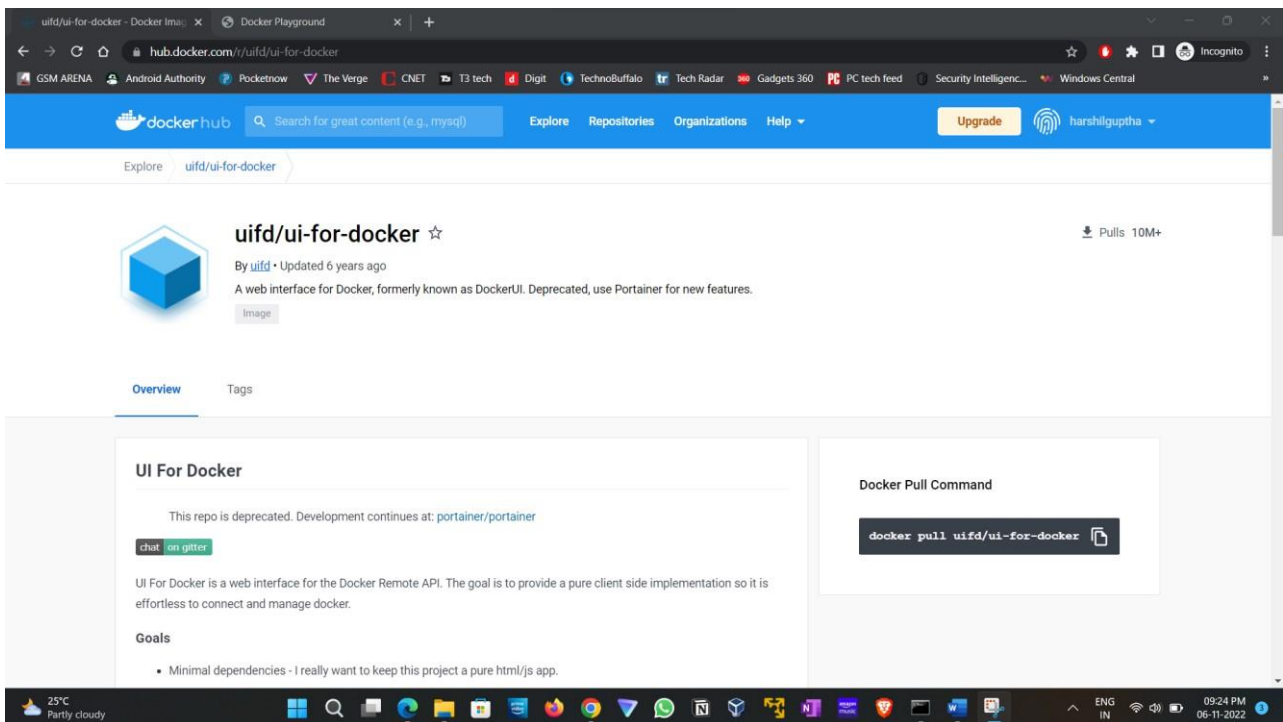 uifd/ui-for-docker - Docker Imag
Docker Playground
hub.docker.com/r/uifd/ui-for-docker
Incognito
GSM ARENA Android Authority Pocketnow The Verge CNET T3 tech Digit TechnoBuffalo Tech Radar Gadgets 360 PC tech feed Security Intelligenc... Windows Central »
docker hub
Search for great content (e.g., mysql)
Explore Repositories Organizations Help
Upgrade
harshilguptha
Explore uifd/ui-for-docker
uifd/ui-for-docker
Pulls 10M+
By uifd • Updated 6 years ago
A web interface for Docker, formerly known as DockerUI. Deprecated, use Portainer for new features.
Image
Overview Tags
UI For Docker
This repo is deprecated. Development continues at: portainer/portainer
chat on gitter
UI For Docker is a web interface for the Docker Remote API. The goal is to provide a pure client side implementation so it is
effortless to connect and manage docker.
Goals
• Minimal dependencies - I really want to keep this project a pure html/js app.
Docker Pull Command
docker pull uifd/ui-for-docker
25°C
Partly cloudy
ENG
IN
09:24 PM
06-11-2022
3